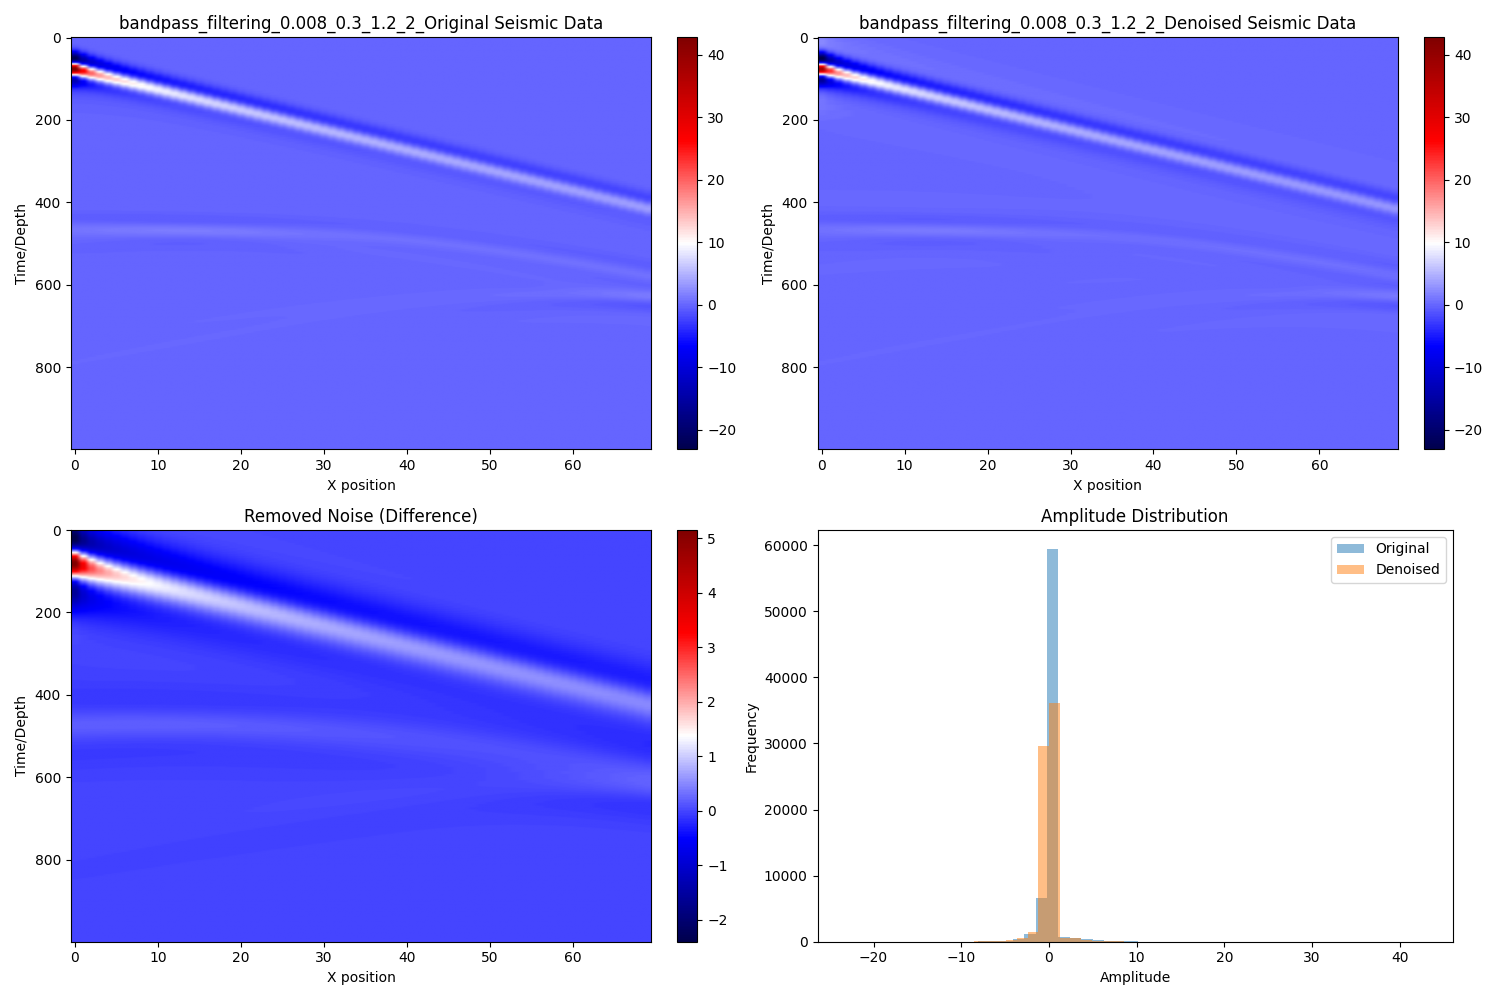 bandpass_filtering_0.008_0.3_1.2_2_Original Seismic Data
0
200
400
600
800
Time/Depth
0 10 20 30 40 50 60
X position
40
30
20
10
0
−10
−20
bandpass_filtering_0.008_0.3_1.2_2_Denoised Seismic Data
0
200
400
600
800
Time/Depth
0 10 20 30 40 50 60
X position
40
30
20
10
0
−10
−20
Removed Noise (Difference)
0
200
400
600
800
Time/Depth
0 10 20 30 40 50 60
X position
5
4
3
2
1
0
−1
−2
Amplitude Distribution
Original
Denoised
60000
50000
40000
30000
20000
10000
0
Frequency
−20 −10 0 10 20 30 40
Amplitude